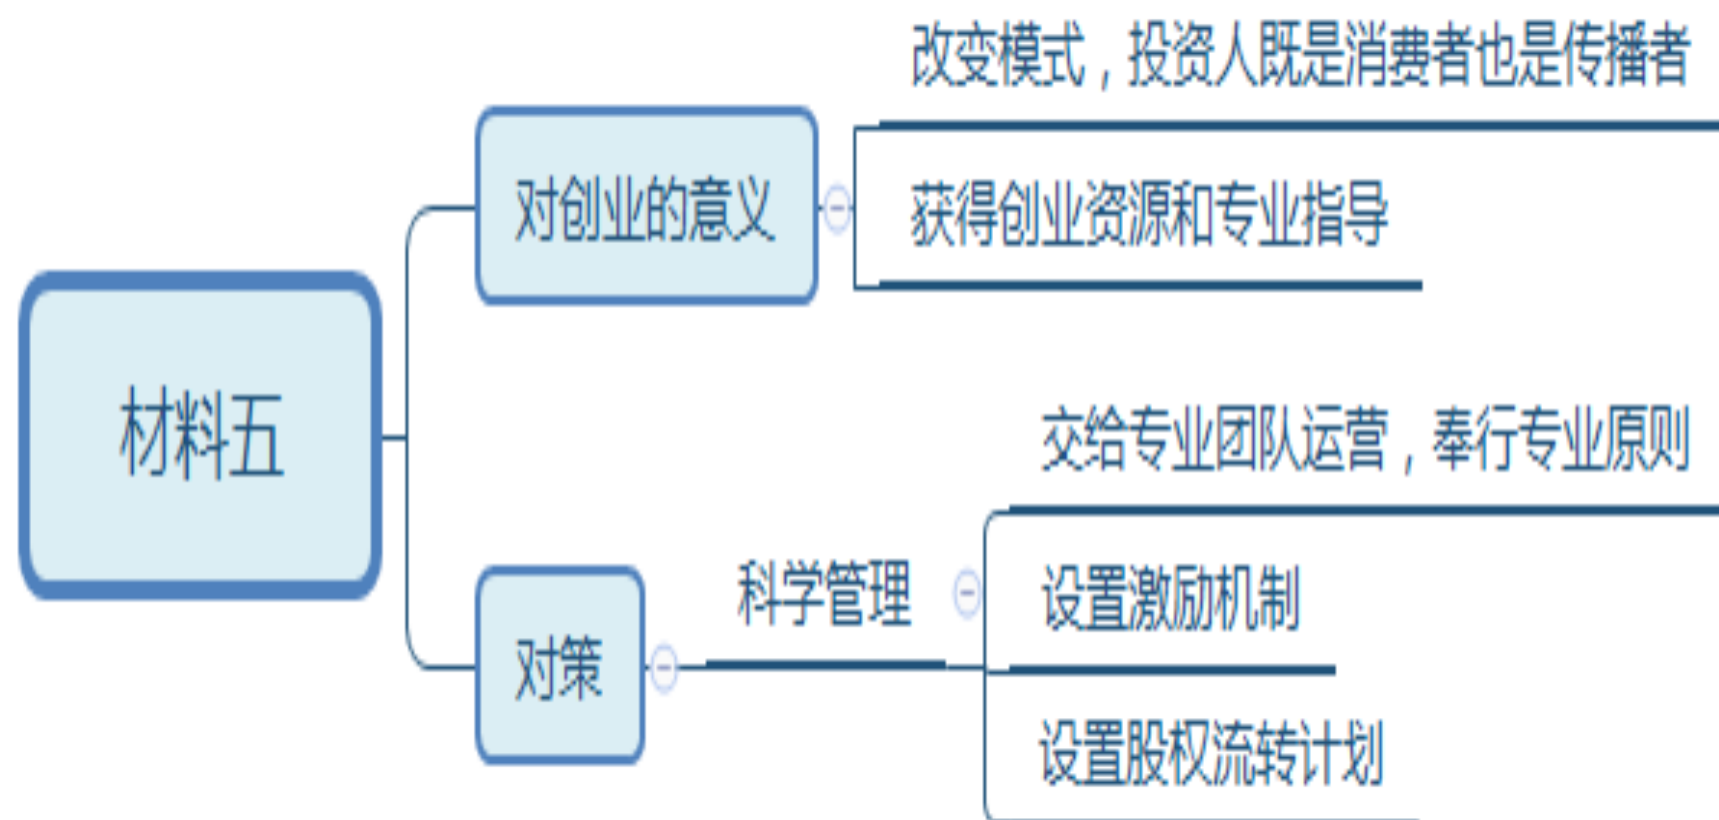 改变模式，投资人既是消费者也是传播者
对创业的意义
获得创业资源和专业指导
材料五
交给专业团队运营，奉行专业原则
科学管理
设置激励机制
对策
设置股权流转计划